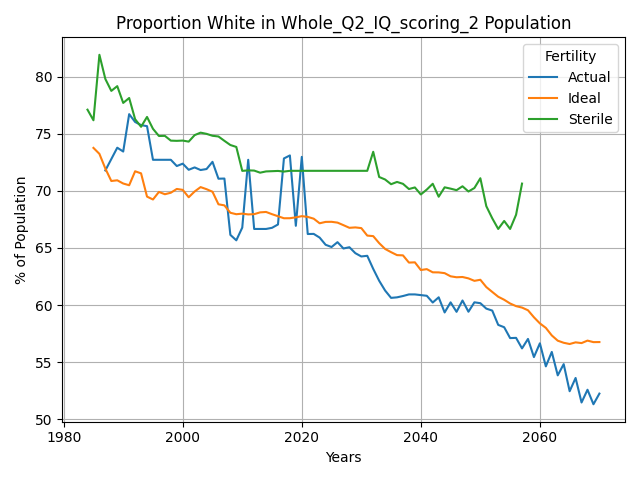 Proportion White in Whole_Q2_IQ_scoring_2 Population
Fertility
Actual
Ideal
Sterile
% of Population
80
75
70
65
60
55
50
1980
2000
2020
2040
2060
Years